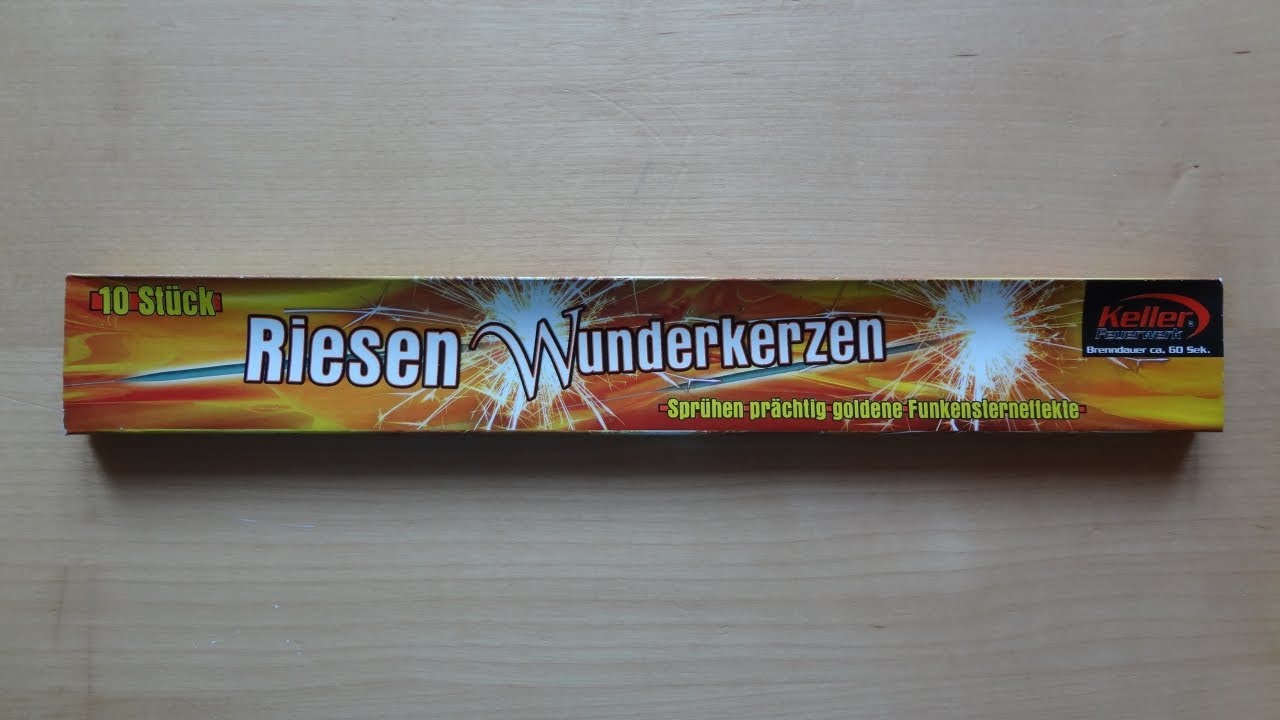 10 Stück
Riesen Wunderkerzen
Sprühen prächtig goldene Funkensterneffekte
Keller
Feuerwerk
Brenndauer ca. 60 Sek.